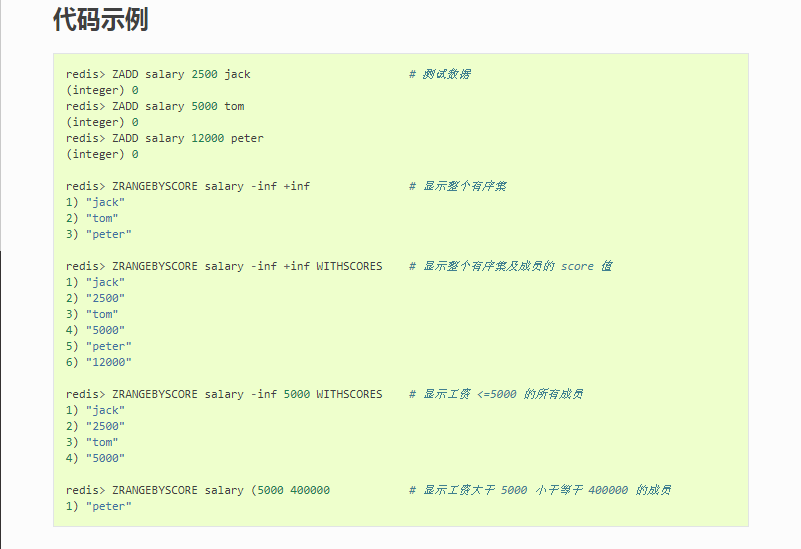 代码示例
redis> ZADD salary 2500 jack # 测试数据
(integer) 0
redis> ZADD salary 5000 tom
(integer) 0
redis> ZADD salary 12000 peter
(integer) 0
redis> ZRANGEBYSCORE salary -inf +inf # 显示整个有序集
1) "jack"
2) "tom"
3) "peter"
redis> ZRANGEBYSCORE salary -inf +inf WITHSCORES # 显示整个有序集及成员的 score 值
1) "jack"
2) "2500"
3) "tom"
4) "5000"
5) "peter"
6) "12000"
redis> ZRANGEBYSCORE salary -inf 5000 WITHSCORES # 显示工资 <=5000 的所有成员
1) "jack"
2) "2500"
3) "tom"
4) "5000"
redis> ZRANGEBYSCORE salary (5000 400000 # 显示工资大于 5000 小于等于 400000 的成员
1) "peter"